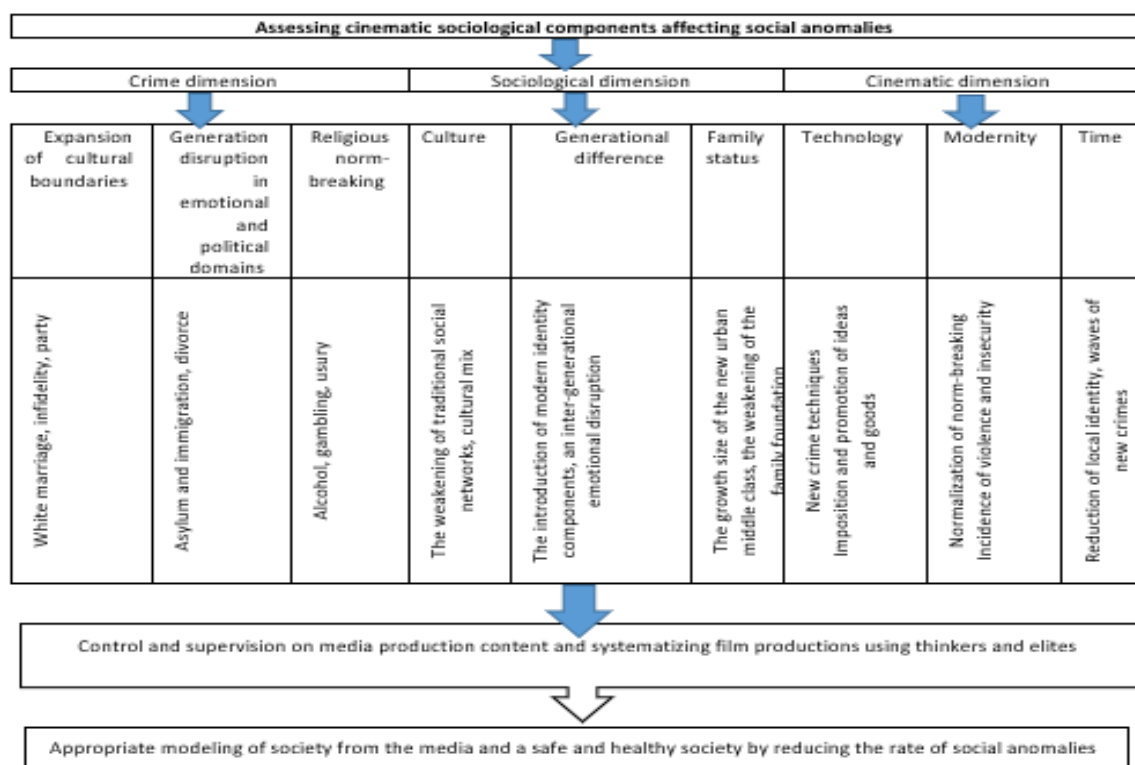 Assessing cinematic sociological components affecting social anomalies
Crime dimension
Sociological dimension
Cinematic dimension
Expansion
of cultural
boundaries
Generation
disruption
in
emotional
and
political
domains
Religious
norm-
breaking
Culture
Generational
difference
Family
status
Technology
Modernity
Time
White marriage, infidelity, party
Asylum and immigration, divorce
Alcohol, gambling, usury
The weakening of traditional social
networks, cultural mix
The introduction of modern identity
components, an inter-generational
emotional disruption
The growth size of the new urban
middle class, the weakening of the
family foundation
New crime techniques
Imposition and promotion of ideas
and goods
Normalization of norm-breaking
Incidence of violence and insecurity
Reduction of local identity, waves of
new crimes
Control and supervision on media production content and systematizing film productions using thinkers and elites
Appropriate modeling of society from the media and a safe and healthy society by reducing the rate of social anomalies